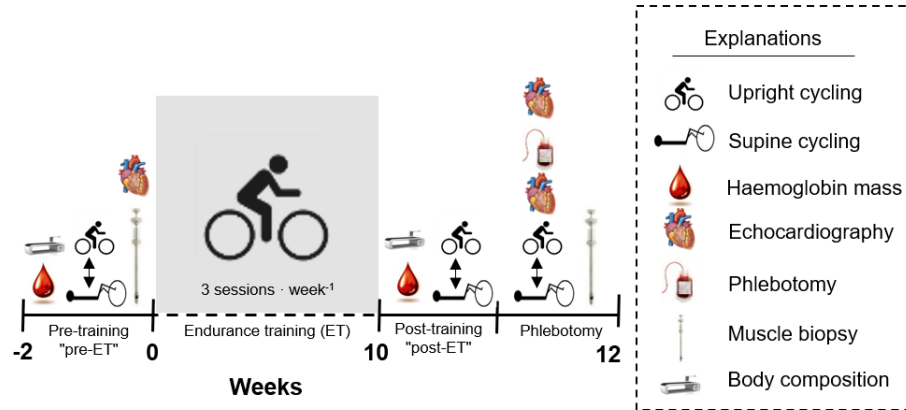 3 sessions · week-1
Pre-training
"pre-ET"
Endurance training (ET)
Post-training
"post-ET"
Phlebotomy
-2
0
10
12
Weeks
Explanations
Upright cycling
Supine cycling
Haemoglobin mass
Echocardiography
Phlebotomy
Muscle biopsy
Body composition